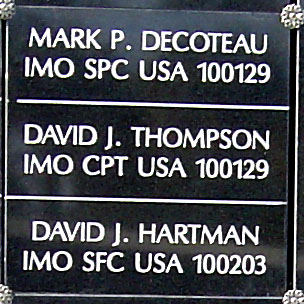 MARK P. DECOTEAU
IMO SPC USA 100129
DAVID J. THOMPSON
IMO CPT USA 100129
DAVID J. HARTMAN
IMO SFC USA 100203